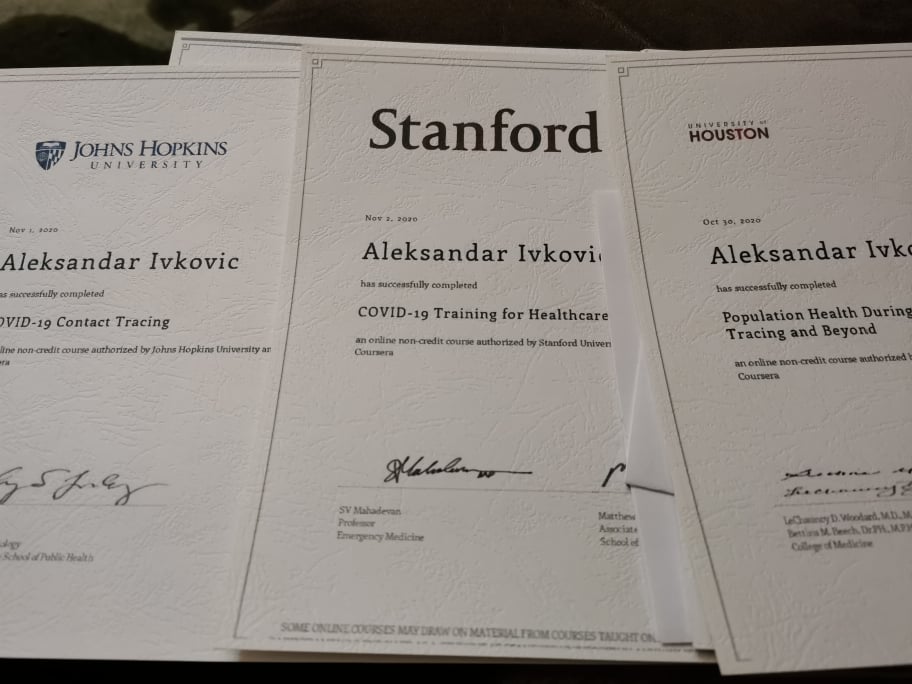 JOHNS HOPKINS
UNIVERSITY
Nov 1, 2020
Aleksandar Ivkovic
has successfully completed
COVID-19 Contact Tracing
online non-credit course authorized by Johns Hopkins University an
School of Public Health
Stanford
Nov 2, 2020
Aleksandar Ivkovic
has successfully completed
COVID-19 Training for Healthcare
an online non-credit course authorized by Stanford Univer
Coursera
SV Mahadevan
Professor
Emergency Medicine
Matthew
Associate
School of
SOME ONLINE COURSES MAY DRAW ON MATERIAL FROM COURSES TAUGHT ON
UNIVERSITY of
HOUSTON
Oct 30, 2020
Aleksandar Ivko
has successfully completed
Population Health During
Tracing and Beyond
an online non-credit course authorized b
Coursera
LeChauncy D. Woodard, M.D., M.
Bettina M. Beech, Dr.P.H., M.P.H
College of Medicine